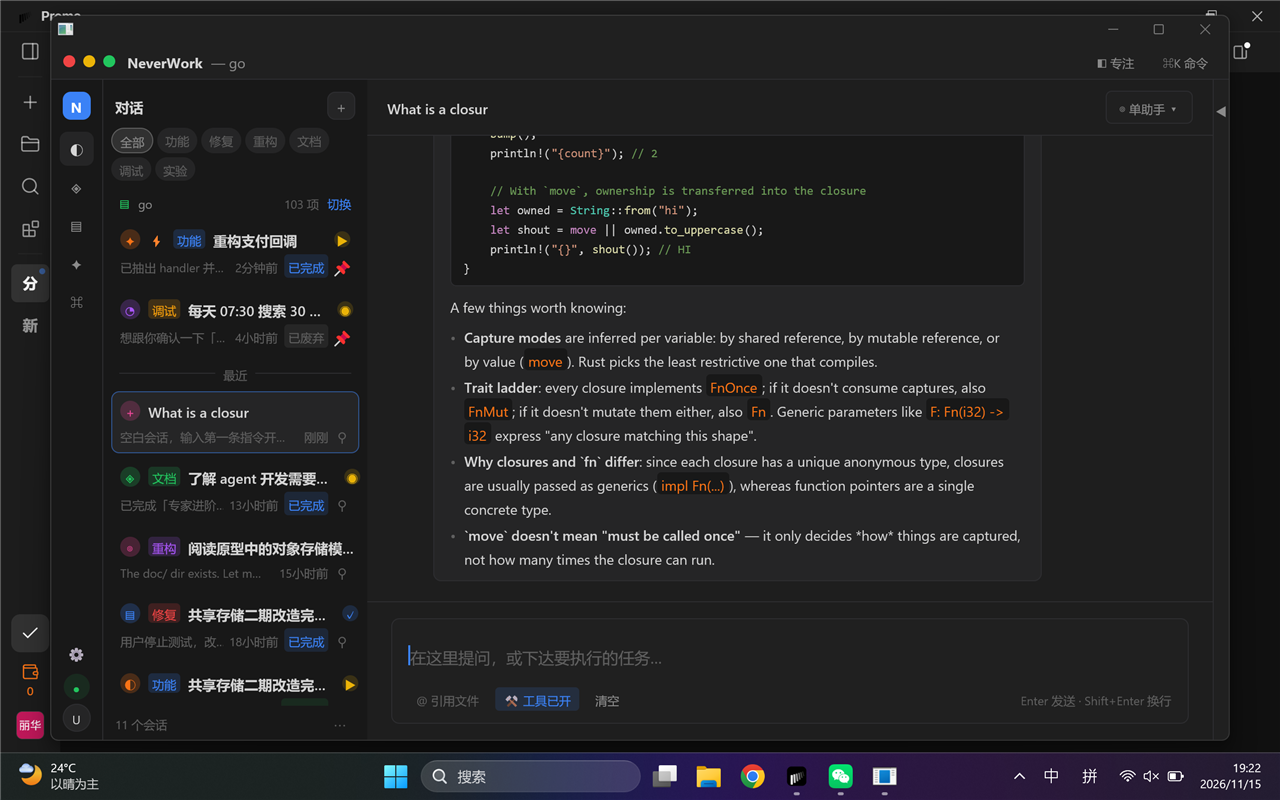 NeverWork — go
专注
⌘K 命令
N
对话
+
What is a closur
单助手
全部
功能
修复
重构
文档
调试
实验
go
103 项
切换
功能
重构支付回调
已抽出 handler 并...
2分钟前
已完成
调试
每天 07:30 搜索 30 ...
想跟你确认一下「...
4小时前
已废弃
最近
What is a closur
空白会话，输入第一条指令开...
刚刚
文档
了解 agent 开发需要...
已完成「专家进阶...
13小时前
已完成
重构
阅读原型中的对象存储模...
The doc/ dir exists. Let m...
15小时前
修复
共享存储二期改造完...
用户停止测试，改...
18小时前
已完成
功能
共享存储二期改造完...
11 个会话
...
分
新
0
丽华
U
println!("{count}"); // 2
// With `move`, ownership is transferred into the closure
let owned = String::from("hi");
let shout = move || owned.to_uppercase();
println!("{}", shout()); // HI
}
A few things worth knowing:
• Capture modes are inferred per variable: by shared reference, by mutable reference, or
by value ( move ). Rust picks the least restrictive one that compiles.
• Trait ladder: every closure implements FnOnce ; if it doesn't consume captures, also
FnMut ; if it doesn't mutate them either, also Fn . Generic parameters like F: Fn(i32) ->
i32 express "any closure matching this shape".
• Why closures and `fn` differ: since each closure has a unique anonymous type, closures
are usually passed as generics ( impl Fn(...) ), whereas function pointers are a single
concrete type.
• `move` doesn't mean "must be called once" — it only decides *how* things are captured,
not how many times the closure can run.
在这里提问，或下达要执行的任务...
@ 引用文件
工具已开
清空
Enter 发送 · Shift+Enter 换行
24°C
以晴为主
搜索
中
拼
19:22
2026/11/15